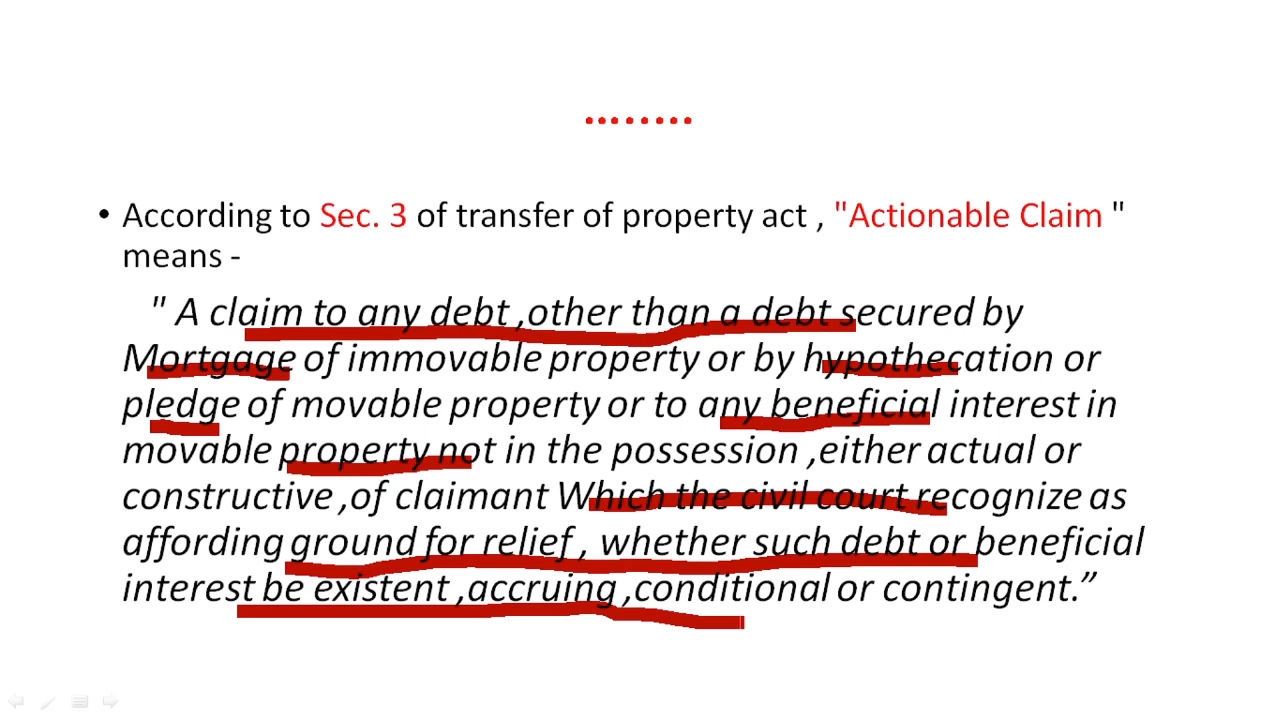 ........
• According to Sec. 3 of transfer of property act , "Actionable Claim "
means -
" A claim to any debt ,other than a debt secured by
Mortgage of immovable property or by hypothecation or
pledge of movable property or to any beneficial interest in
movable property not in the possession ,either actual or
constructive ,of claimant Which the civil court recognize as
affording ground for relief , whether such debt or beneficial
interest be existent ,accruing ,conditional or contingent.”